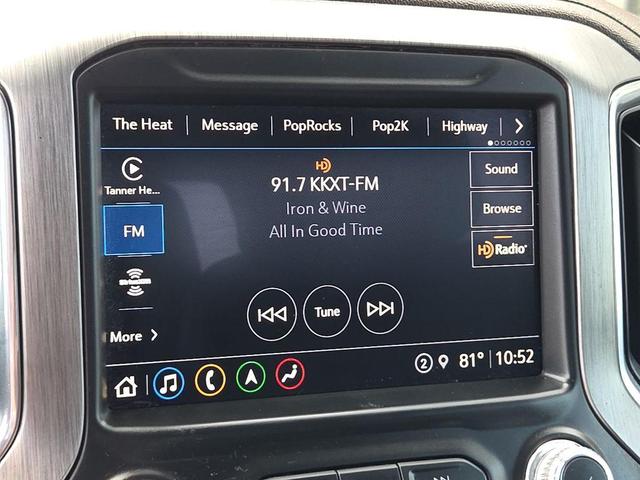 The Heat
Message
PopRocks
Pop2K
Highway
HD
91.7 KKXT-FM
Iron & Wine
All In Good Time
Tanner He...
FM
SiriusXM
More
Sound
Browse
HD Radio
Tune
2
81°
10:52